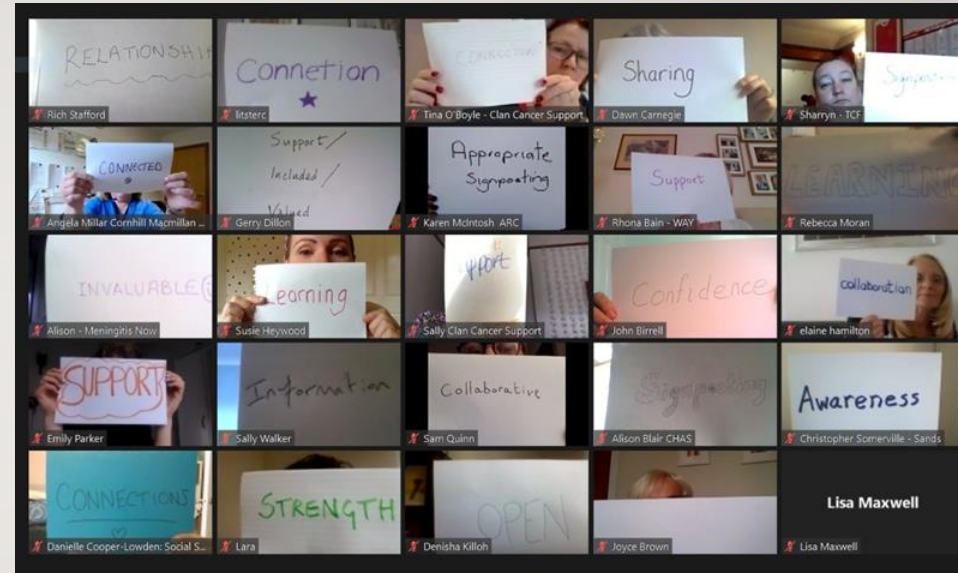 RELATIONSHI
Rich Stafford
Connetion
litsterc
CONNECTION
Tina O'Boyle - Clan Cancer Support
Sharing
Dawn Carnegie
Sharryn - TCF
CONNECTED
Angela Millar Cornhill Macmillan ...
Support/
Included/
Valued
Gerry Dillon
Appropriate
Signposting
Karen McIntosh ARC
Support
Rhona Bain - WAY
LEARNING
Rebecca Moran
INVALUABLE
Alison - Meningitis Now
Learning
Susie Heywood
pport
Sally Clan Cancer Support
Confidence
John Birrell
collaboration
elaine hamilton
SUPPORT
Emily Parker
Information
Sally Walker
Collaborative
Sam Quinn
Signposting
Alison Blair CHAS
Awareness
Christopher Somerville - Sands
CONNECTIONS
Danielle Cooper-Lowden: Social S...
STRENGTH
Lara
OPEN
Denisha Killoh
Joyce Brown
Lisa Maxwell
Lisa Maxwell